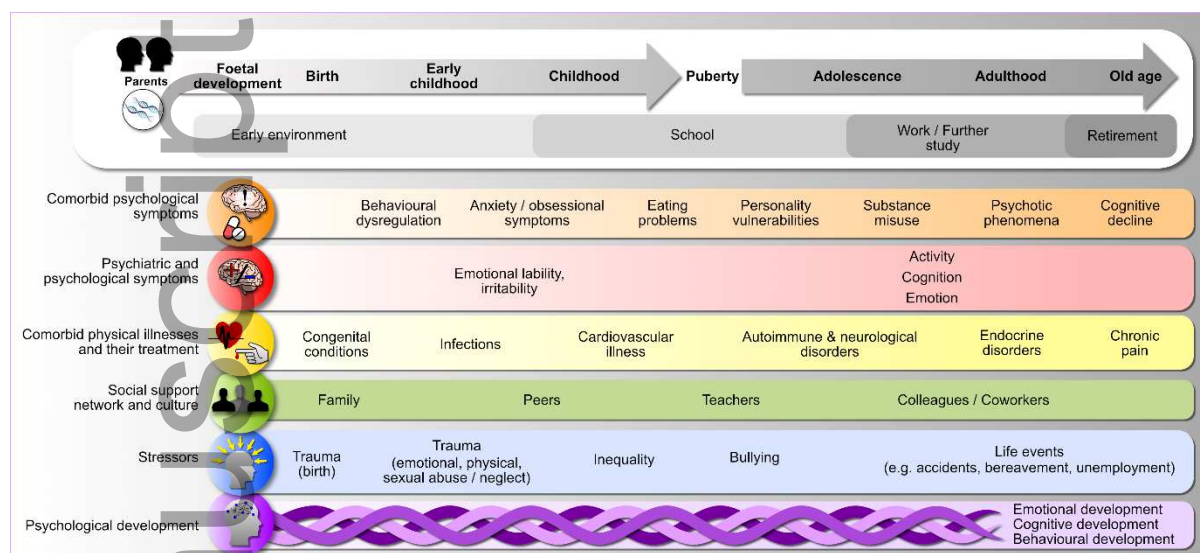 Parents
Foetal development
Birth
Early childhood
Childhood
Puberty
Adolescence
Adulthood
Old age
Early environment
School
Work / Further study
Retirement
Comorbid psychological symptoms
Behavioural dysregulation
Anxiety / obsessional symptoms
Eating problems
Personality vulnerabilities
Substance misuse
Psychotic phenomena
Cognitive decline
Psychiatric and psychological symptoms
Emotional lability, irritability
Activity
Cognition
Emotion
Comorbid physical illnesses and their treatment
Congenital conditions
Infections
Cardiovascular illness
Autoimmune & neurological disorders
Endocrine disorders
Chronic pain
Social support network and culture
Family
Peers
Teachers
Colleagues / Coworkers
Stressors
Trauma (birth)
Trauma (emotional, physical, sexual abuse / neglect)
Inequality
Bullying
Life events (e.g. accidents, bereavement, unemployment)
Psychological development
Emotional development
Cognitive development
Behavioural development
uscript